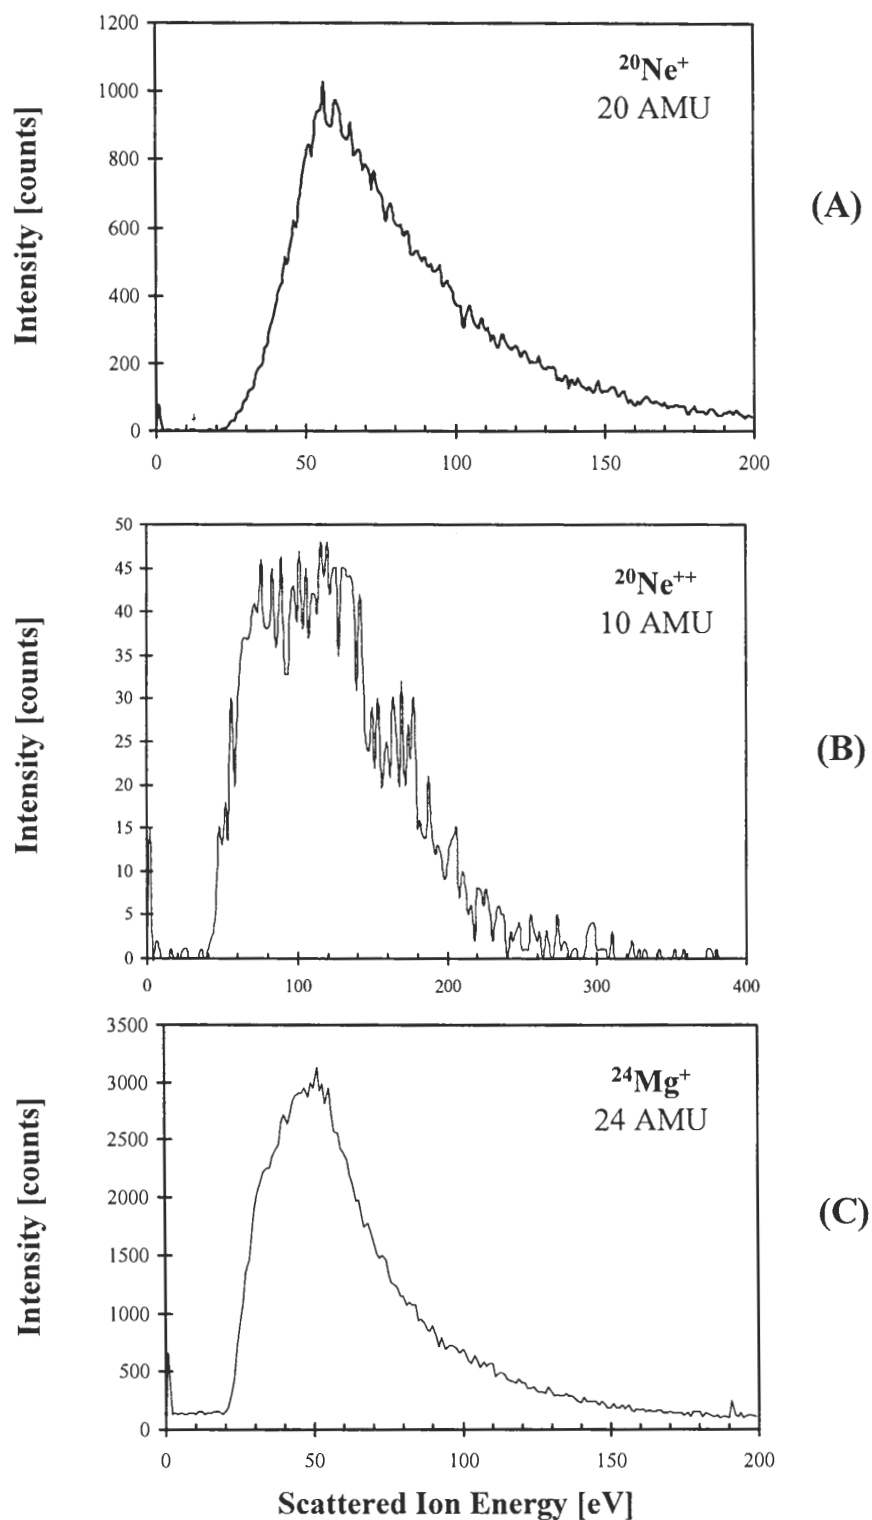 1200
1000
800
600
400
200
0
0 50 100 150 200
Intensity [counts]
²⁰Ne⁺
20 AMU
(A)
50
45
40
35
30
25
20
15
10
5
0
0 100 200 300 400
Intensity [counts]
²⁰Ne⁺⁺
10 AMU
(B)
3500
3000
2500
2000
1500
1000
500
0
0 50 100 150 200
Intensity [counts]
²⁴Mg⁺
24 AMU
(C)
Scattered Ion Energy [eV]